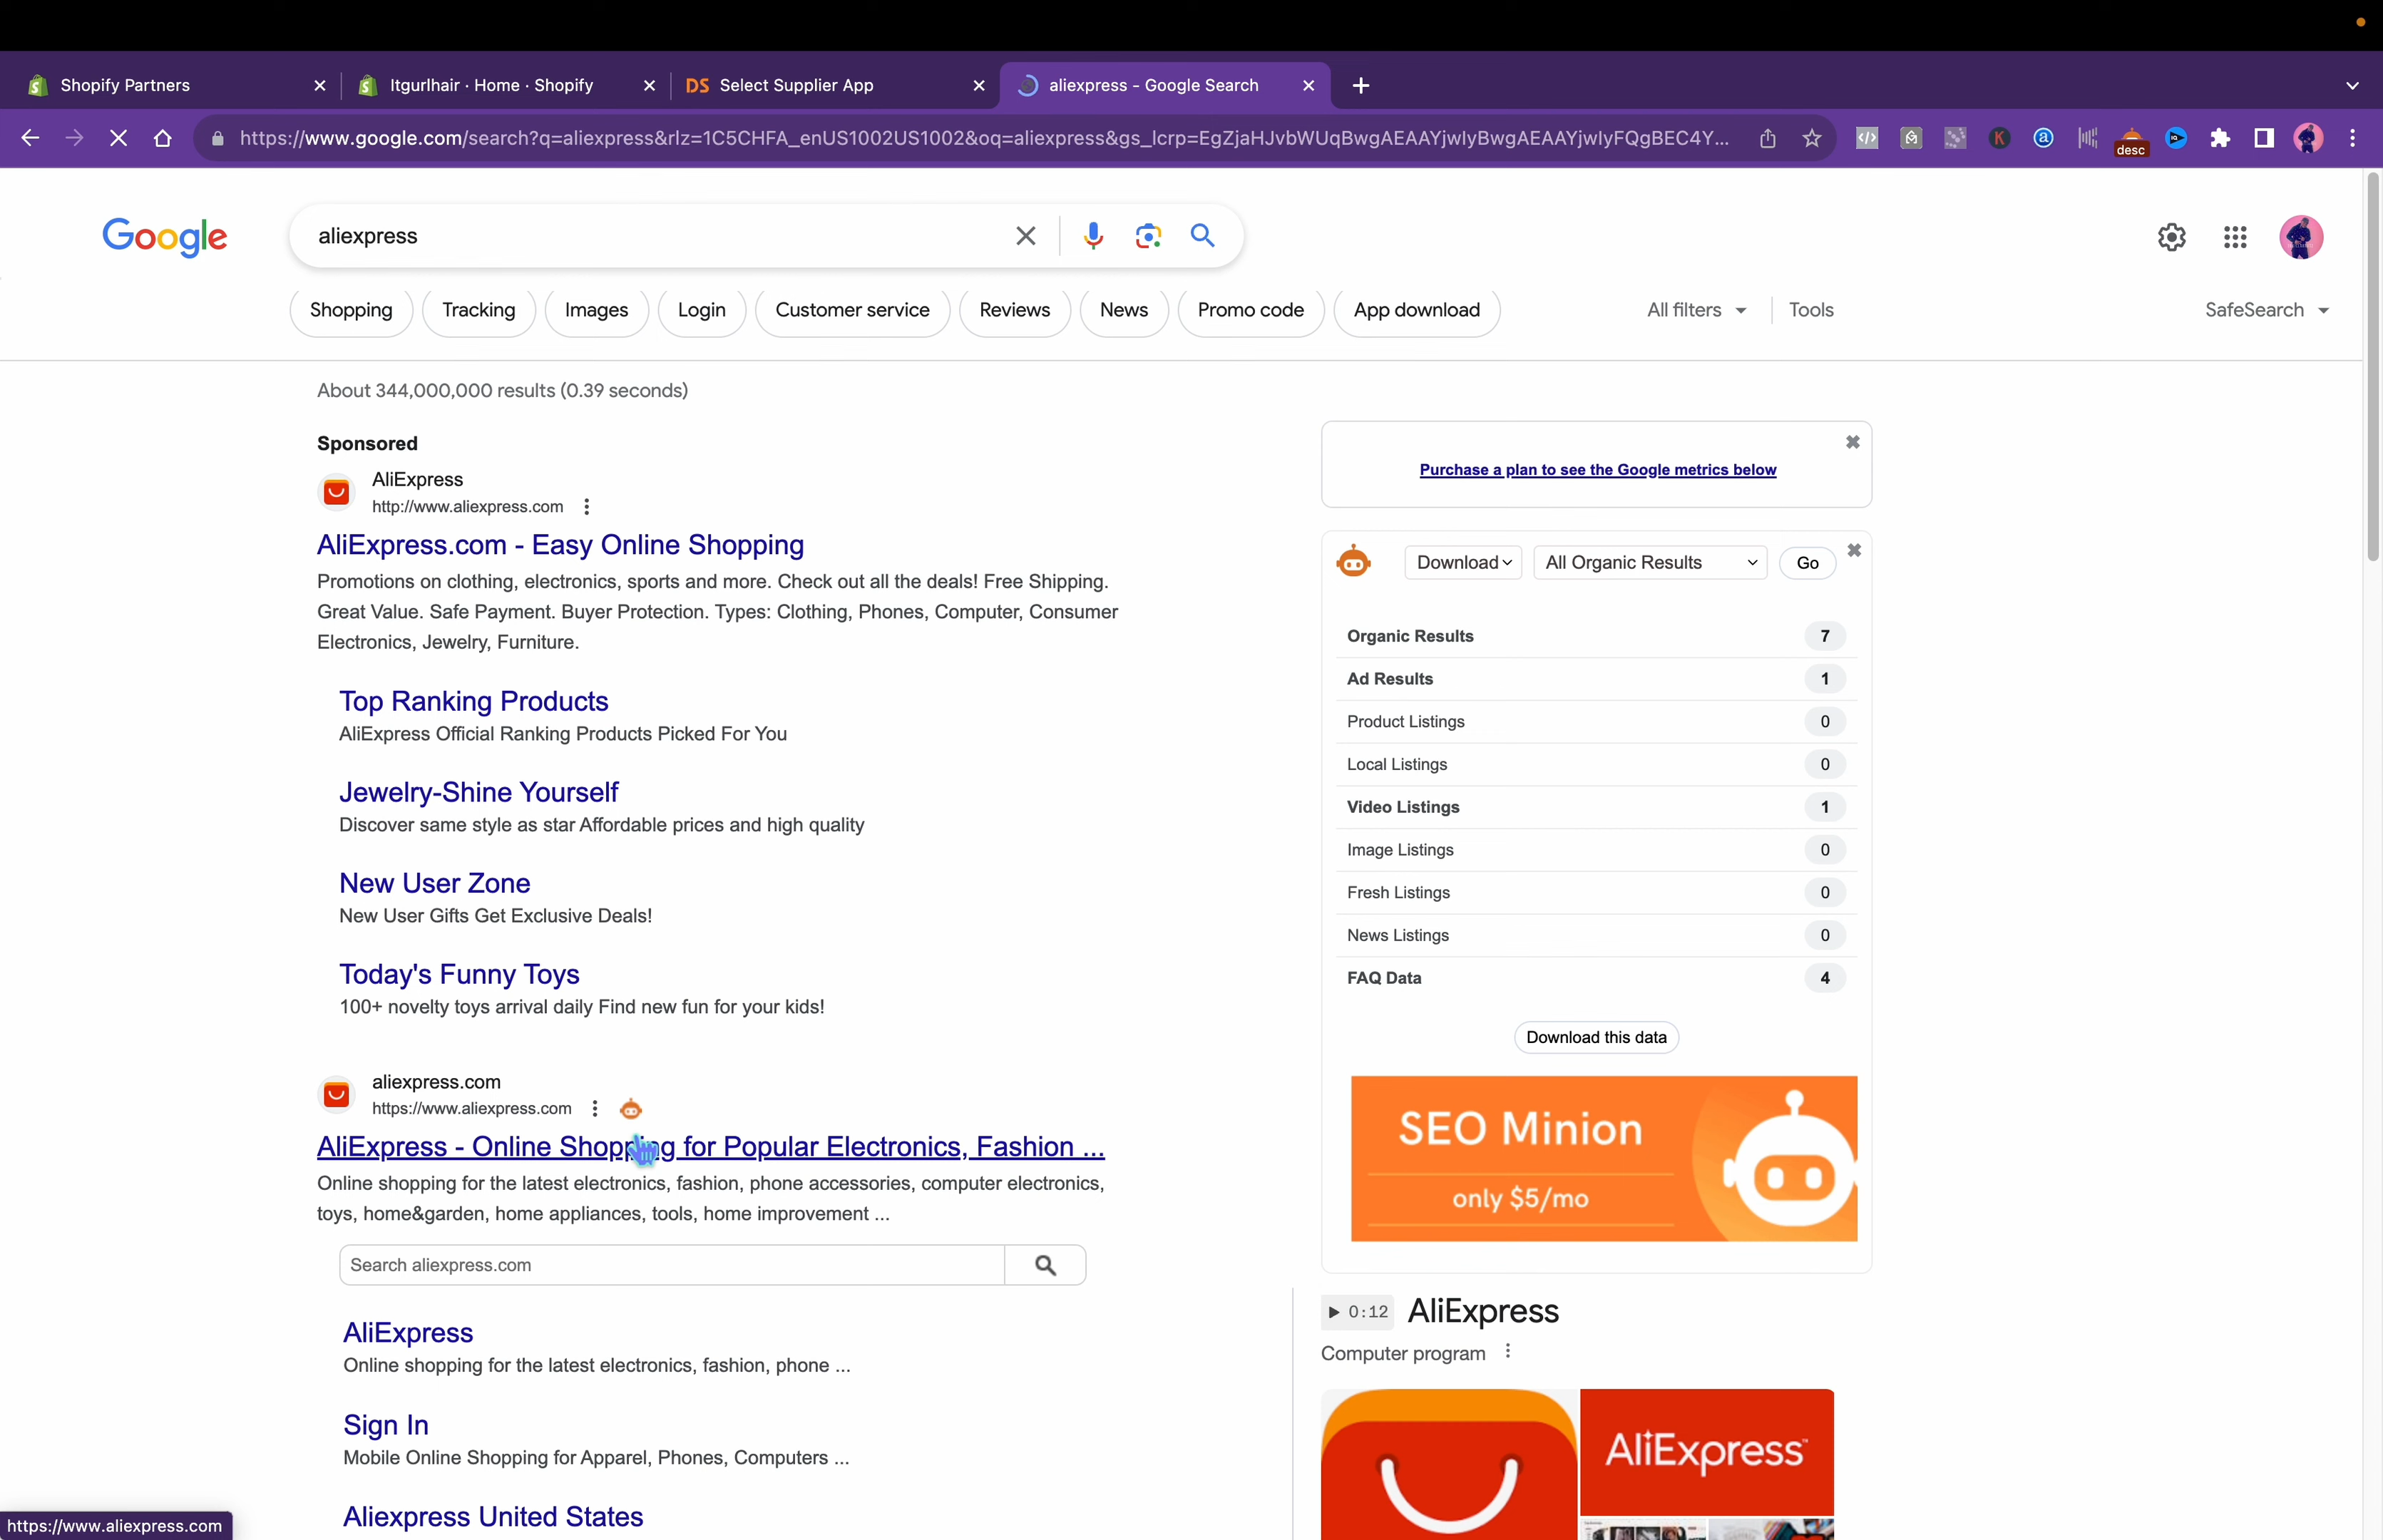 Shopify Partners
Itgurlhair · Home · Shopify
DS Select Supplier App
aliexpress - Google Search
https://www.google.com/search?q=aliexpress&rlz=1C5CHFA_enUS1002US1002&oq=aliexpress&gs_lcrp=EgZjaHJvbWUqBwgAEAAYjwIyBwgAEAAYjwIyFQgBEC4Y...
desc
Google
aliexpress
Shopping
Tracking
Images
Login
Customer service
Reviews
News
Promo code
App download
All filters
Tools
SafeSearch
About 344,000,000 results (0.39 seconds)
Sponsored
AliExpress
http://www.aliexpress.com
AliExpress.com - Easy Online Shopping
Promotions on clothing, electronics, sports and more. Check out all the deals! Free Shipping.
Great Value. Safe Payment. Buyer Protection. Types: Clothing, Phones, Computer, Consumer
Electronics, Jewelry, Furniture.
Top Ranking Products
AliExpress Official Ranking Products Picked For You
Jewelry-Shine Yourself
Discover same style as star Affordable prices and high quality
New User Zone
New User Gifts Get Exclusive Deals!
Today's Funny Toys
100+ novelty toys arrival daily Find new fun for your kids!
aliexpress.com
https://www.aliexpress.com
AliExpress - Online Shopping for Popular Electronics, Fashion ...
Online shopping for the latest electronics, fashion, phone accessories, computer electronics,
toys, home&garden, home appliances, tools, home improvement ...
Search aliexpress.com
AliExpress
Online shopping for the latest electronics, fashion, phone ...
Sign In
Mobile Online Shopping for Apparel, Phones, Computers ...
Aliexpress United States
https://www.aliexpress.com
Purchase a plan to see the Google metrics below
Download
All Organic Results
Go
Organic Results 7
Ad Results 1
Product Listings 0
Local Listings 0
Video Listings 1
Image Listings 0
Fresh Listings 0
News Listings 0
FAQ Data 4
Download this data
SEO Minion
only $5/mo
0:12 AliExpress
Computer program
AliExpress™